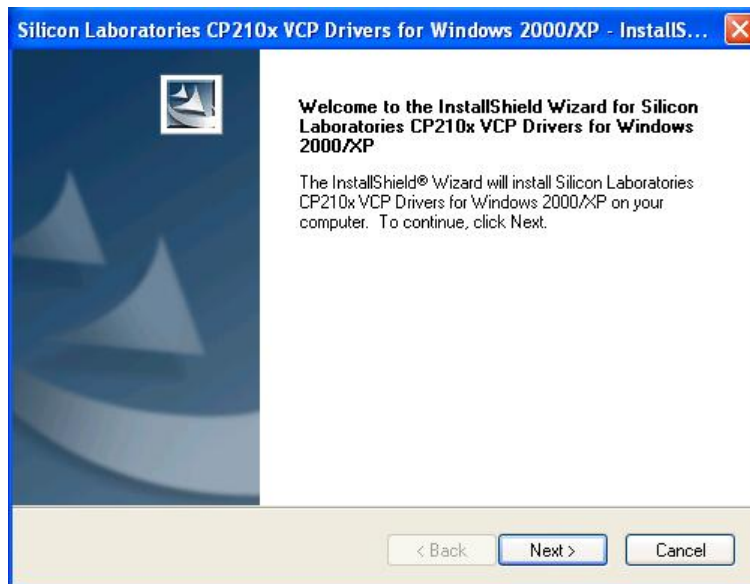 Silicon Laboratories CP210x VCP Drivers for Windows 2000/XP - InstallS...
Welcome to the InstallShield Wizard for Silicon
Laboratories CP210x VCP Drivers for Windows
2000/XP
The InstallShield® Wizard will install Silicon Laboratories
CP210x VCP Drivers for Windows 2000/XP on your
computer. To continue, click Next.
< Back Next > Cancel